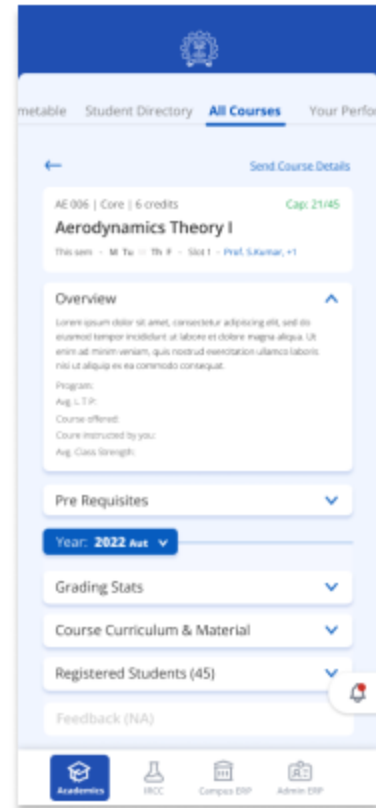 metable Student Directory All Courses Your Perfo
Send Course Details
AE 006 | Core | 6 credits Cap: 21/45
Aerodynamics Theory I
This sem - M Tu :: Th F - Slot 1 - Prof. S.Kumar, +1
Overview
Lorem ipsum dolor sit amet, consectetur adipiscing elit, sed do
eiusmod tempor incididunt ut labore et dolore magna aliqua. Ut
enim ad minim veniam, quis nostrud exercitation ullamco laboris
nisi ut aliquip ex ea commodo consequat.
Program:
Avg. L T P:
Course offered:
Coure instructed by you:
Avg. Class Strength:
Pre Requisites
Year: 2022 Aut
Grading Stats
Course Curriculum & Material
Registered Students (45)
Feedback (NA)
Academics IRCC Campus ERP Admin ERP